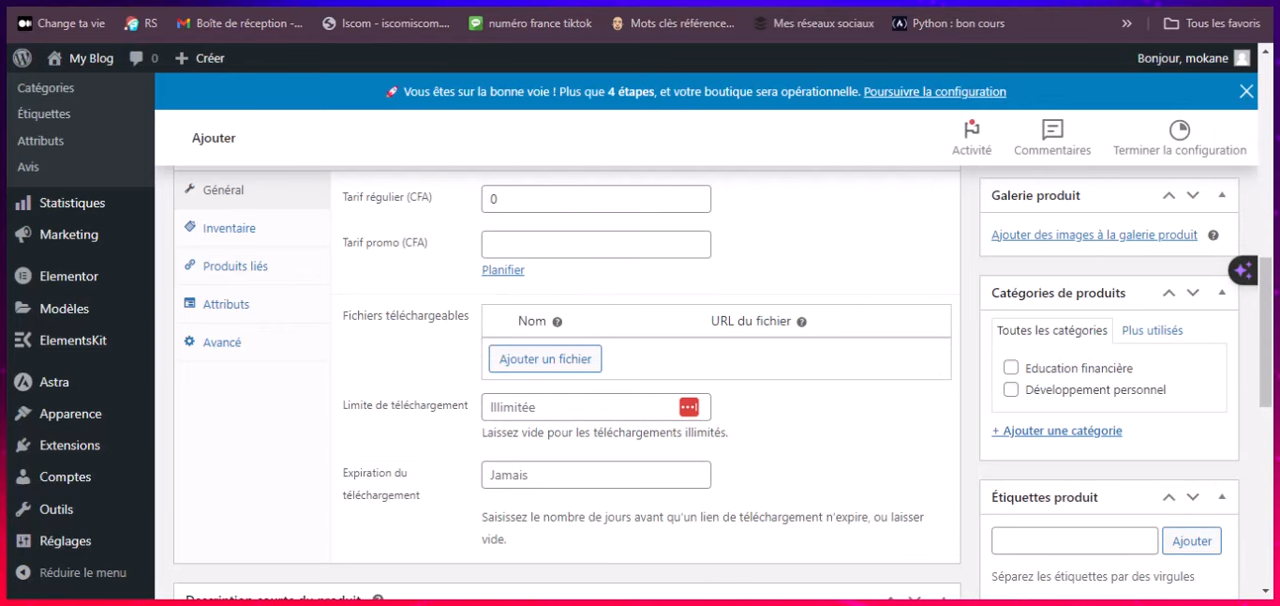 Change ta vie
RS
Boîte de réception -...
Iscom - iscomiscom....
numéro france tiktok
Mots clés référence...
Mes réseaux sociaux
Python : bon cours
»
Tous les favoris
My Blog
0
Créer
Bonjour, mokane
Catégories
Étiquettes
Attributs
Avis
Statistiques
Marketing
Elementor
Modèles
ElementsKit
Astra
Apparence
Extensions
Comptes
Outils
Réglages
Réduire le menu
Vous êtes sur la bonne voie ! Plus que 4 étapes, et votre boutique sera opérationnelle. Poursuivre la configuration
Ajouter
Activité
Commentaires
Terminer la configuration
Général
Inventaire
Produits liés
Attributs
Avancé
Tarif régulier (CFA)
0
Tarif promo (CFA)
Planifier
Fichiers téléchargeables
Nom
URL du fichier
Ajouter un fichier
Limite de téléchargement
Illimitée
Laissez vide pour les téléchargements illimités.
Expiration du
téléchargement
Jamais
Saisissez le nombre de jours avant qu'un lien de téléchargement n'expire, ou laisser
vide.
Description courte du produit
Galerie produit
Ajouter des images à la galerie produit
Catégories de produits
Toutes les catégories
Plus utilisés
Education financière
Développement personnel
+ Ajouter une catégorie
Étiquettes produit
Ajouter
Séparez les étiquettes par des virgules